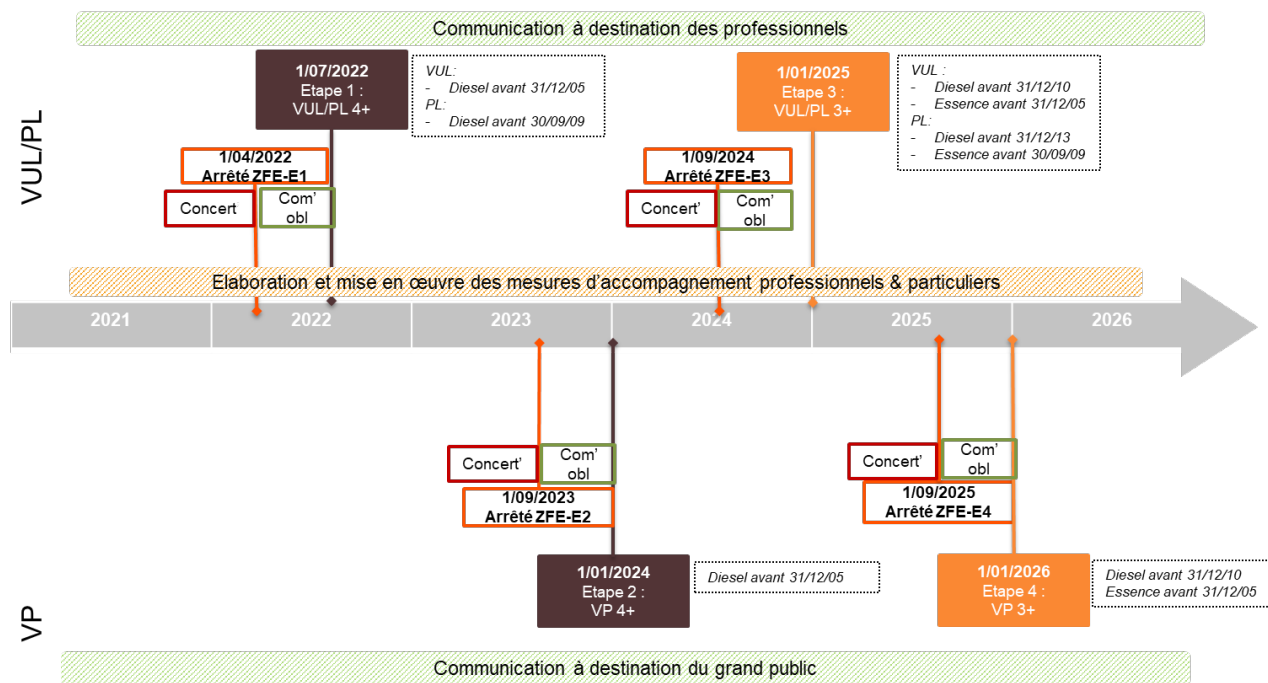 Communication à destination des professionnels
VUL/PL
1/07/2022
Etape 1 :
VUL/PL 4+
VUL:
- Diesel avant 31/12/05
PL:
- Diesel avant 30/09/09
1/01/2025
Etape 3 :
VUL/PL 3+
VUL :
- Diesel avant 31/12/10
- Essence avant 31/12/05
PL:
- Diesel avant 31/12/13
- Essence avant 30/09/09
1/04/2022
Arrêté ZFE-E1
Concert'
Com'
obl
1/09/2024
Arrêté ZFE-E3
Concert'
Com'
obl
Elaboration et mise en œuvre des mesures d'accompagnement professionnels & particuliers
2021 2022 2023 2024 2025 2026
Concert'
Com'
obl
1/09/2023
Arrêté ZFE-E2
Concert'
Com'
obl
1/09/2025
Arrêté ZFE-E4
VP
1/01/2024
Etape 2 :
VP 4+
Diesel avant 31/12/05
1/01/2026
Etape 4 :
VP 3+
Diesel avant 31/12/10
Essence avant 31/12/05
Communication à destination du grand public